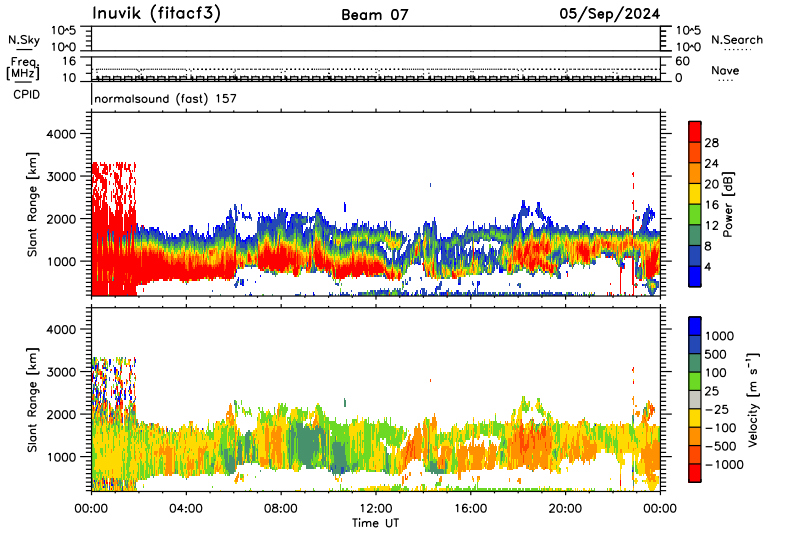 Inuvik (fitacf3) Beam 07 05/Sep/2024
N.Sky 10^5 10^0 10^5 10^0 N.Search
Freq. [MHz] 16 10 60 0 Nave
CPID normalsound (fast) 157
Slant Range [km] 4000 3000 2000 1000
Power [dB] 28 24 20 16 12 8 4
Slant Range [km] 4000 3000 2000 1000
Velocity [m s⁻¹] 1000 500 100 25 −25 −100 −500 −1000
00:00 04:00 08:00 12:00 16:00 20:00 00:00
Time UT